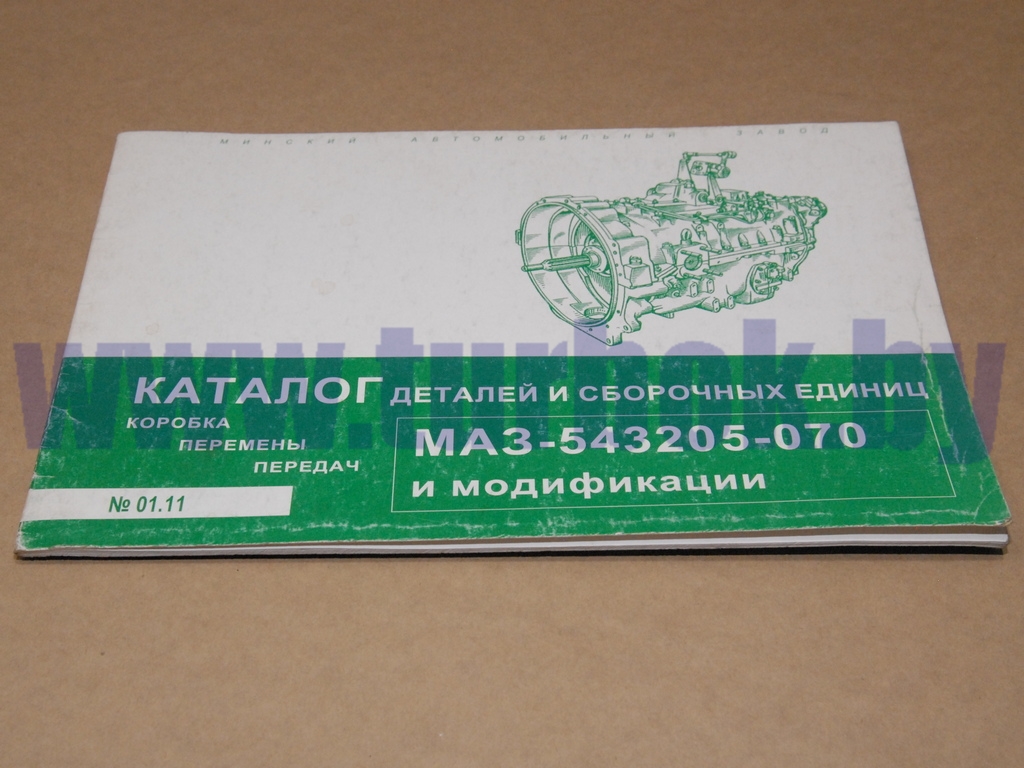 МИНСКИЙ АВТОМОБИЛЬНЫЙ ЗАВОД
КАТАЛОГ ДЕТАЛЕЙ И СБОРОЧНЫХ ЕДИНИЦ
КОРОБКА
ПЕРЕМЕНЫ
ПЕРЕДАЧ
МАЗ-543205-070
и модификации
№ 01.11
www.turbok.by